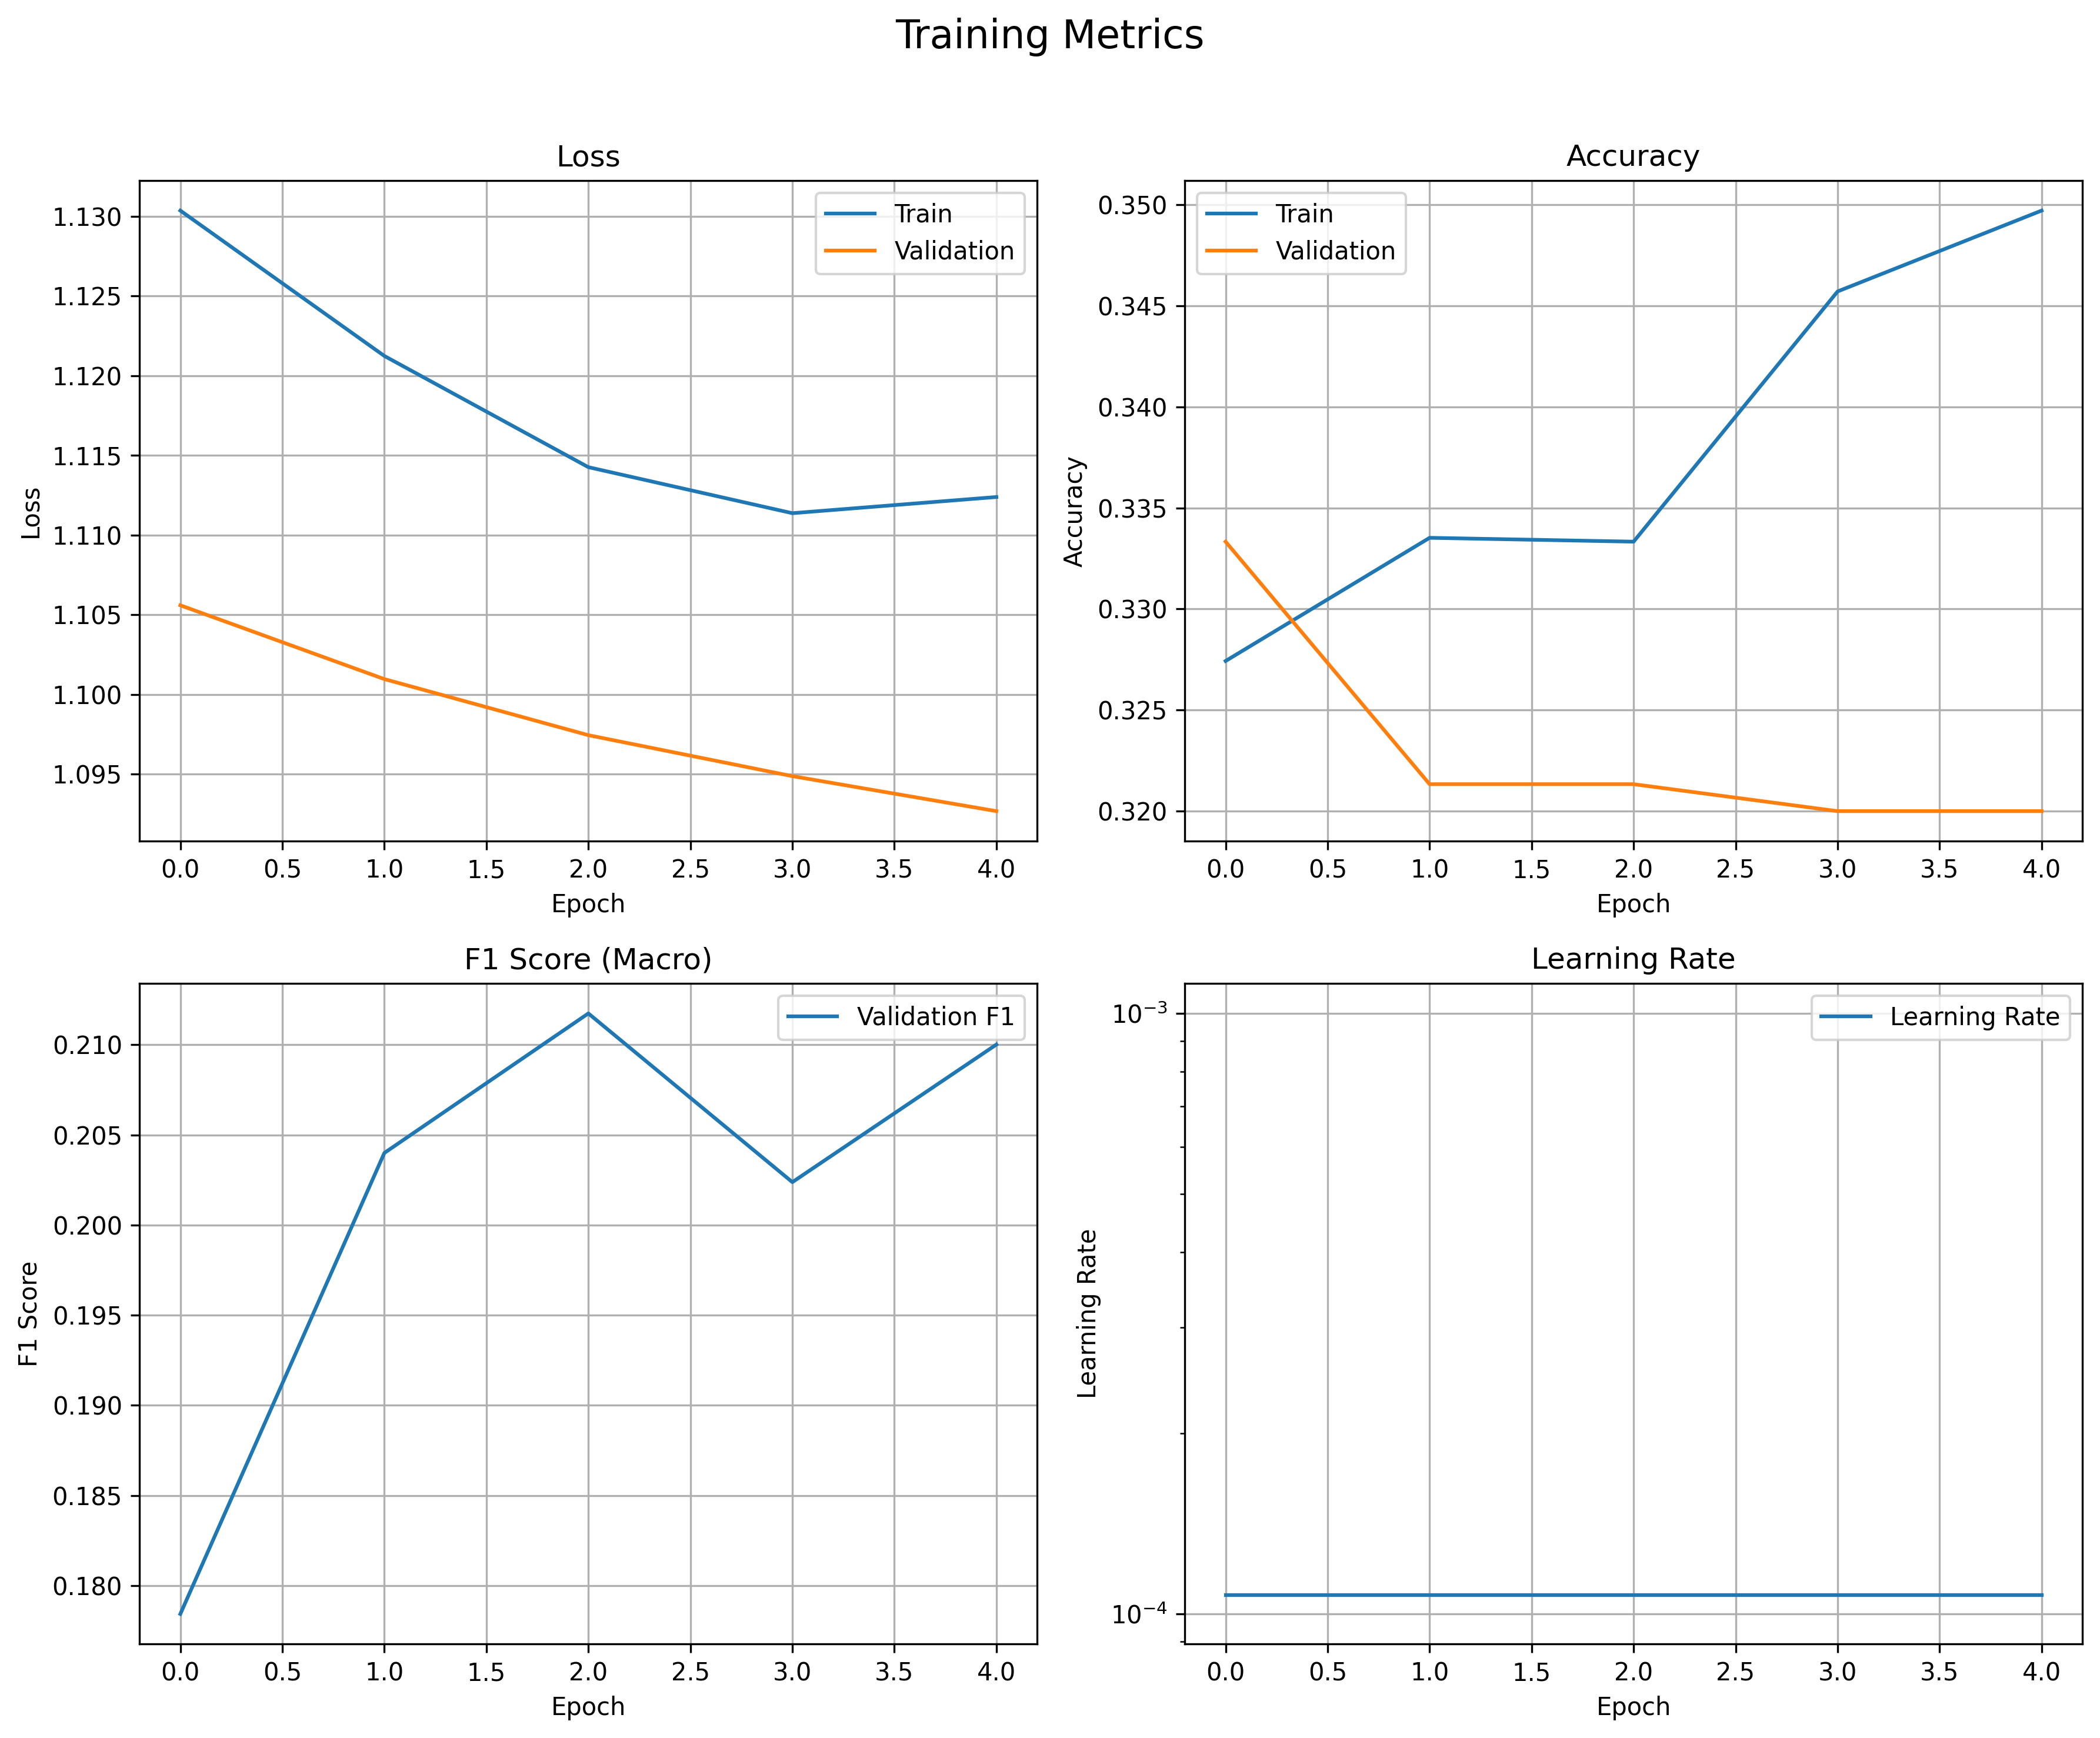 Training Metrics
Loss
1.130
1.125
1.120
1.115
1.110
1.105
1.100
1.095
Loss
Train
Validation
0.0 0.5 1.0 1.5 2.0 2.5 3.0 3.5 4.0
Epoch
Accuracy
0.350
0.345
0.340
0.335
0.330
0.325
0.320
Accuracy
Train
Validation
0.0 0.5 1.0 1.5 2.0 2.5 3.0 3.5 4.0
Epoch
F1 Score (Macro)
0.210
0.205
0.200
0.195
0.190
0.185
0.180
F1 Score
Validation F1
0.0 0.5 1.0 1.5 2.0 2.5 3.0 3.5 4.0
Epoch
Learning Rate
10⁻³
10⁻⁴
Learning Rate
Learning Rate
0.0 0.5 1.0 1.5 2.0 2.5 3.0 3.5 4.0
Epoch